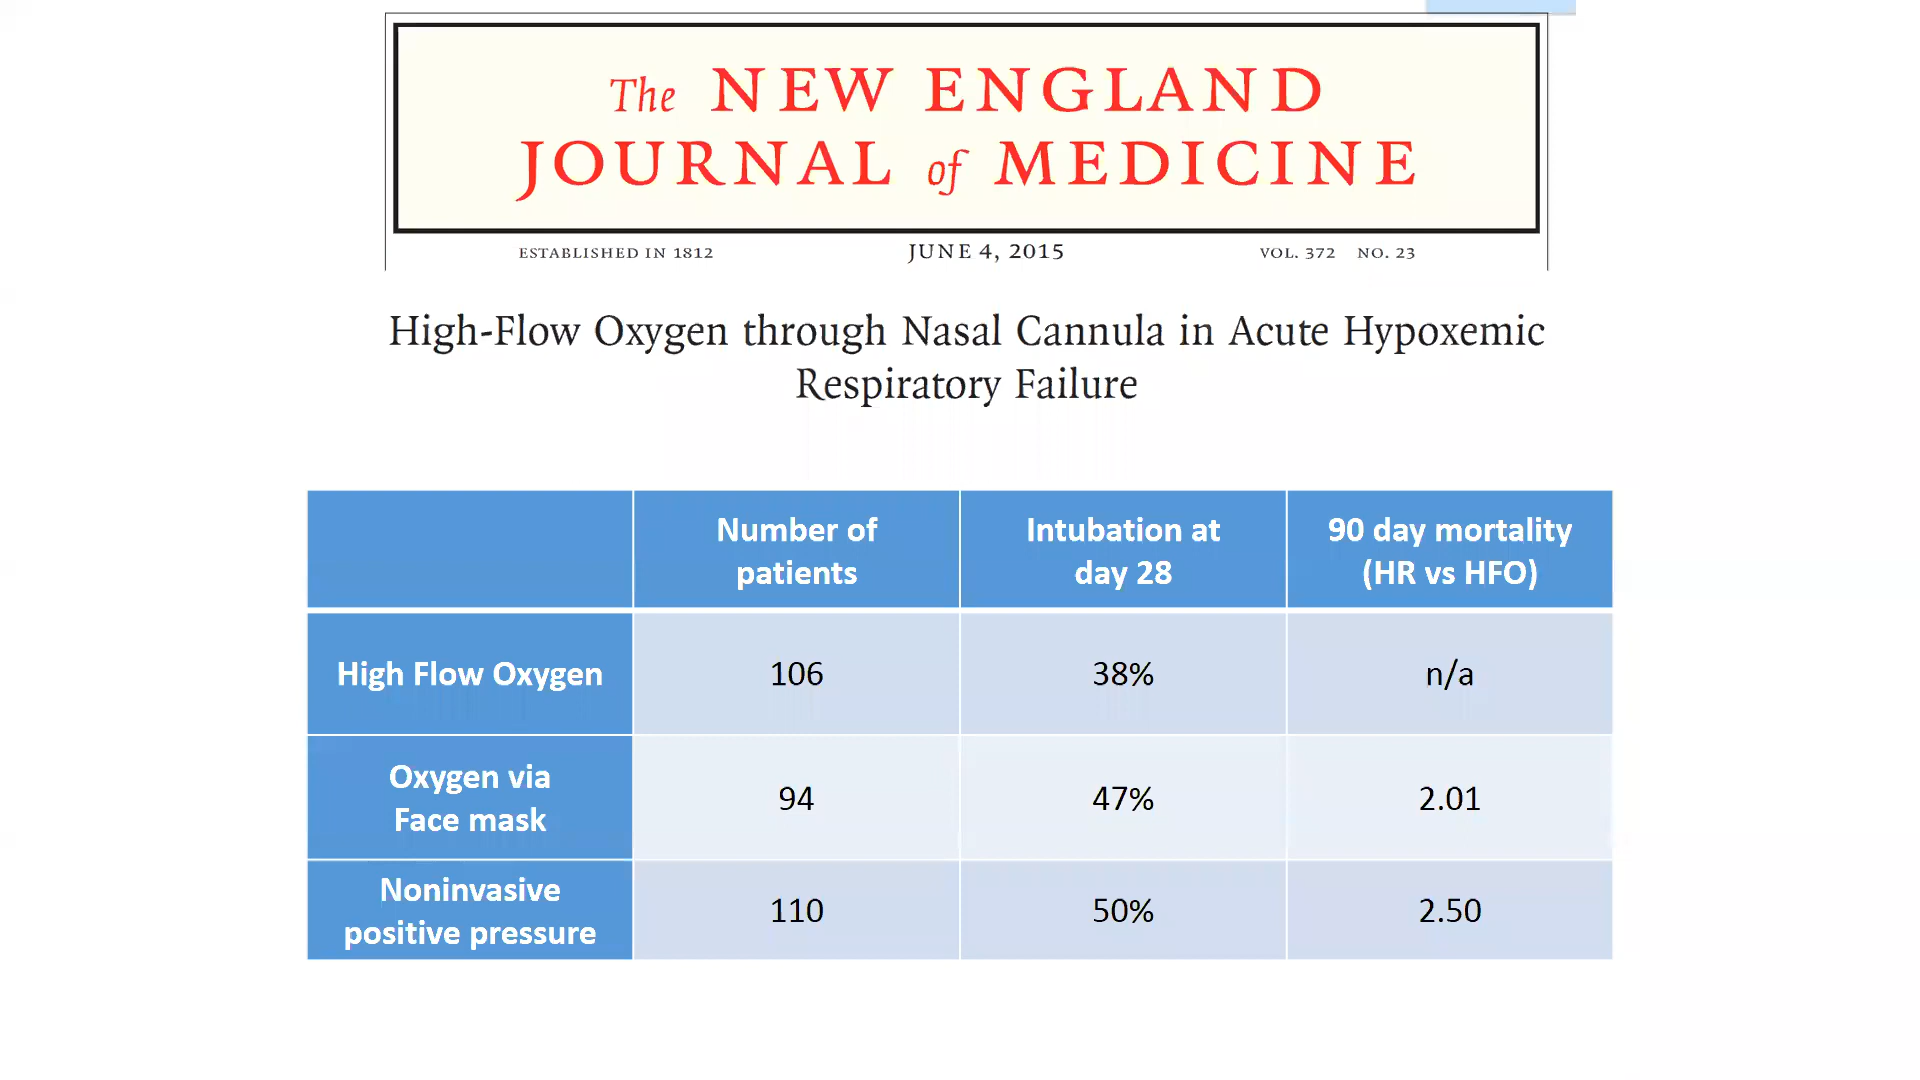 The NEW ENGLAND
JOURNAL of MEDICINE
ESTABLISHED IN 1812 JUNE 4, 2015 VOL. 372 NO. 23
High-Flow Oxygen through Nasal Cannula in Acute Hypoxemic
Respiratory Failure
Number of patients Intubation at day 28 90 day mortality (HR vs HFO)
High Flow Oxygen 106 38% n/a
Oxygen via Face mask 94 47% 2.01
Noninvasive positive pressure 110 50% 2.50